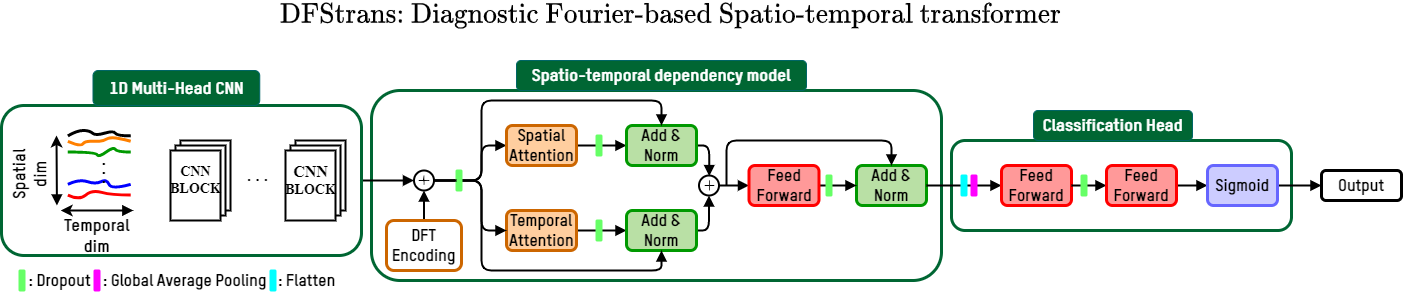 DFStrans: Diagnostic Fourier-based Spatio-temporal transformer
1D Multi-Head CNN
Spatial
dim
Temporal
dim
CNN
BLOCK
...
CNN
BLOCK
Spatio-temporal dependency model
DFT
Encoding
Spatial
Attention
Add &
Norm
Temporal
Attention
Add &
Norm
Feed
Forward
Add &
Norm
Classification Head
Feed
Forward
Feed
Forward
Sigmoid
Output
: Dropout
: Global Average Pooling
: Flatten